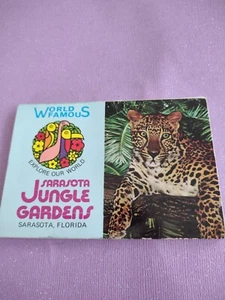 WORLD
FAMOUS
EXPLORE OUR WORLD
SARASOTA
JUNGLE
GARDENS
SARASOTA, FLORIDA